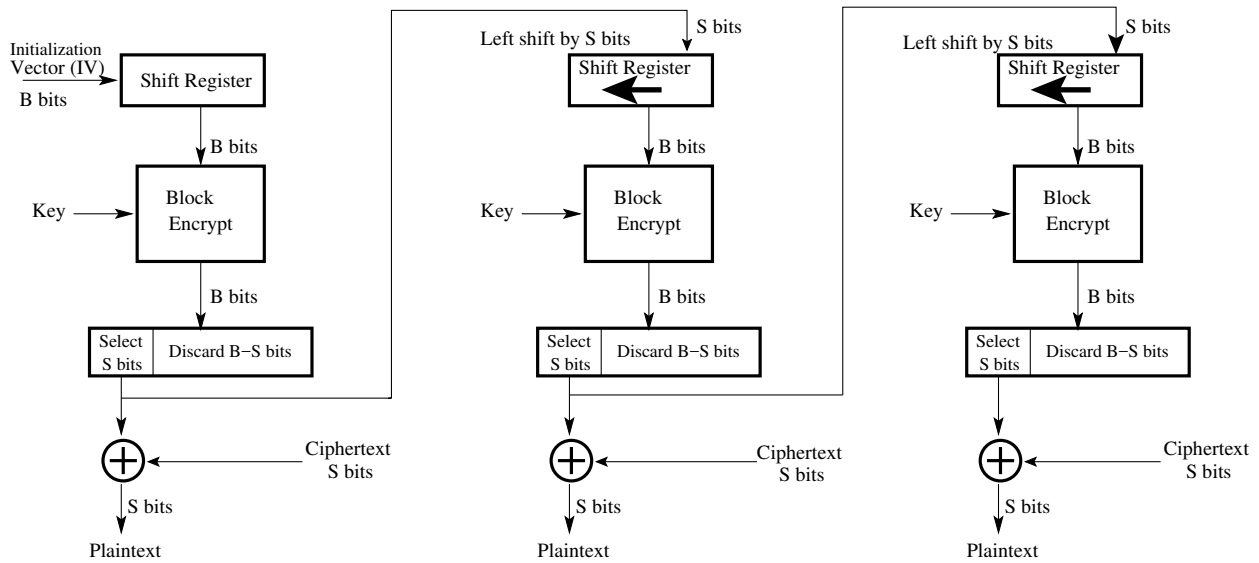 S bits
S bits
Initialization
Vector (IV)
B bits
Shift Register
Left shift by S bits
Shift Register
Left shift by S bits
Shift Register
B bits
B bits
B bits
Key
Block
Encrypt
Key
Block
Encrypt
Key
Block
Encrypt
B bits
B bits
B bits
Select
S bits
Discard B−S bits
Select
S bits
Discard B−S bits
Select
S bits
Discard B−S bits
Ciphertext
S bits
Ciphertext
S bits
Ciphertext
S bits
S bits
S bits
S bits
Plaintext
Plaintext
Plaintext